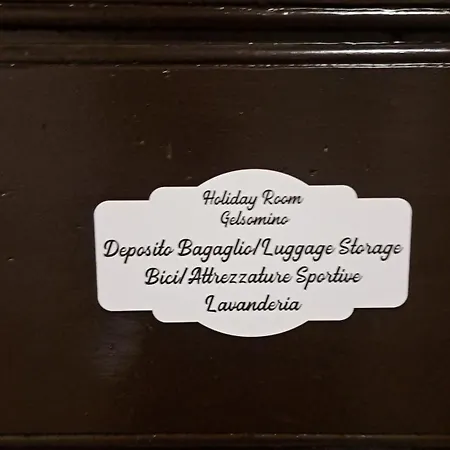 Holiday Room
Gelsomino
Deposito Bagaglio/Luggage Storage
Bici/Attrezzature Sportive
Lavanderia